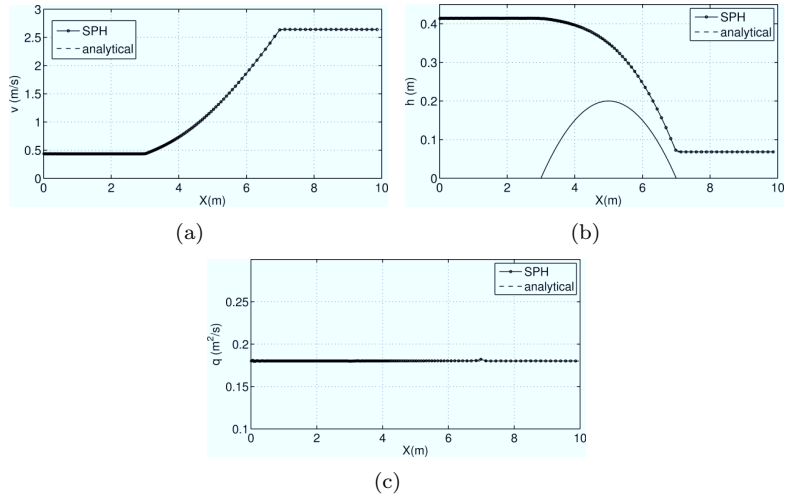 3
2.5
2
1.5
1
0.5
0
v (m/s)
SPH
analytical
0 2 4 6 8 10
X(m)
(a)
0.4
0.3
0.2
0.1
0
h (m)
SPH
analytical
0 2 4 6 8 10
X(m)
(b)
0.25
0.2
0.15
0.1
q (m²/s)
SPH
analytical
0 2 4 6 8 10
X(m)
(c)